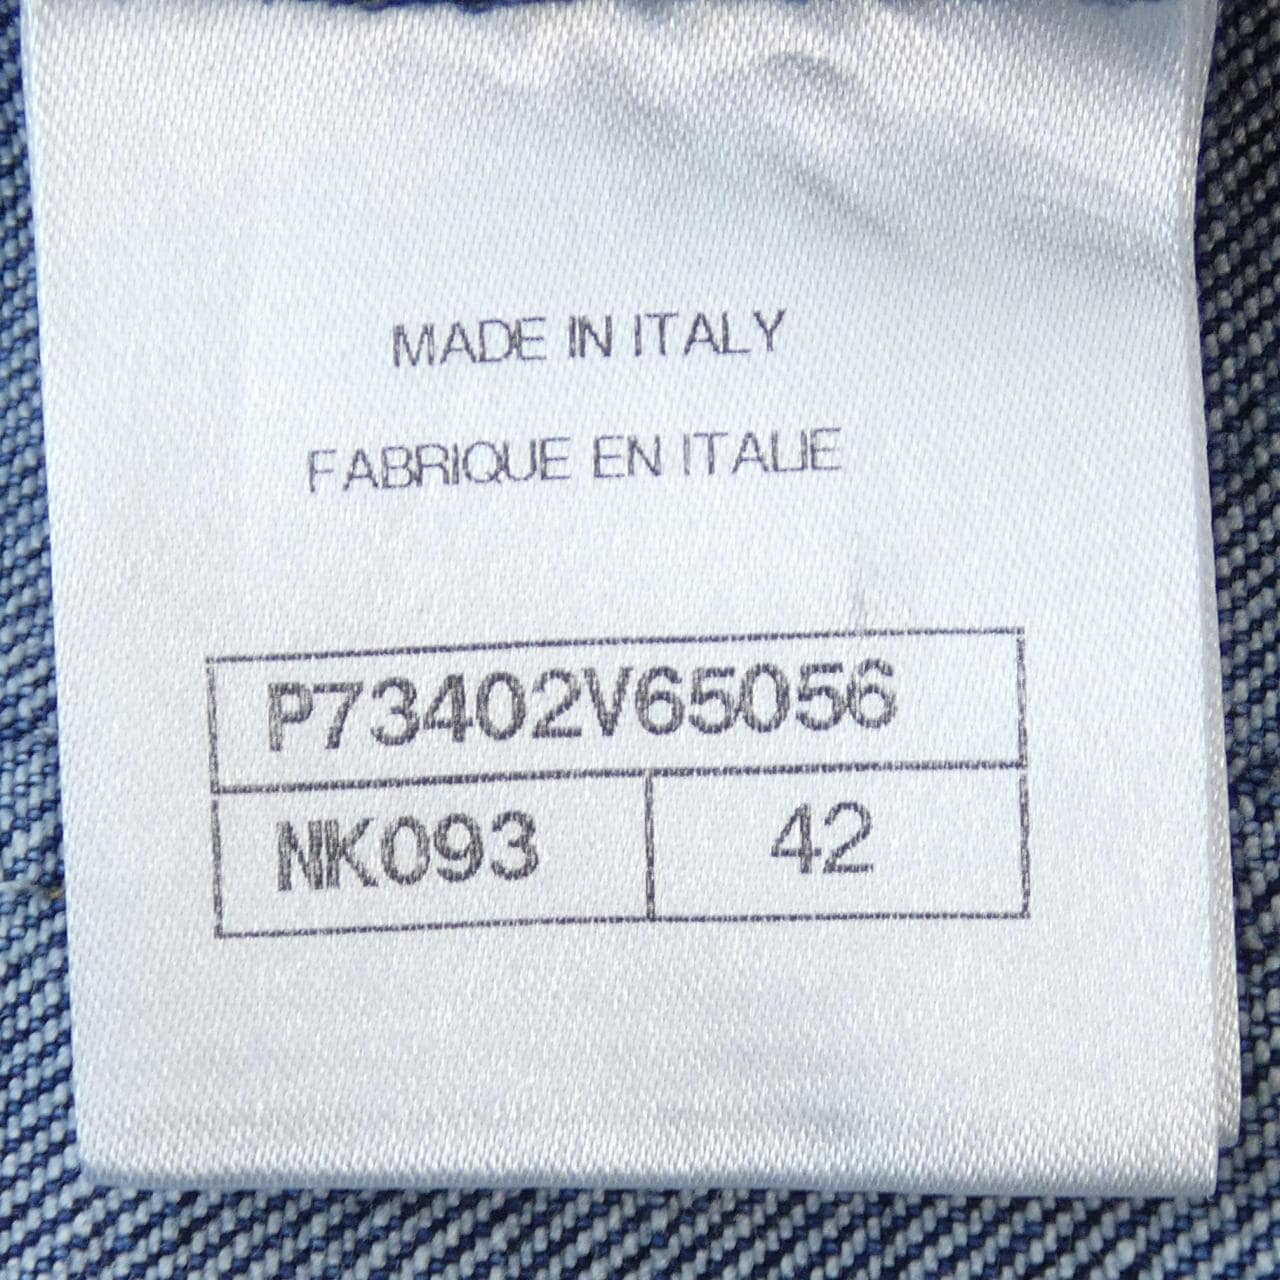 MADE IN ITALY
FABRIQUE EN ITALIE
P73402V65056
NK093 42